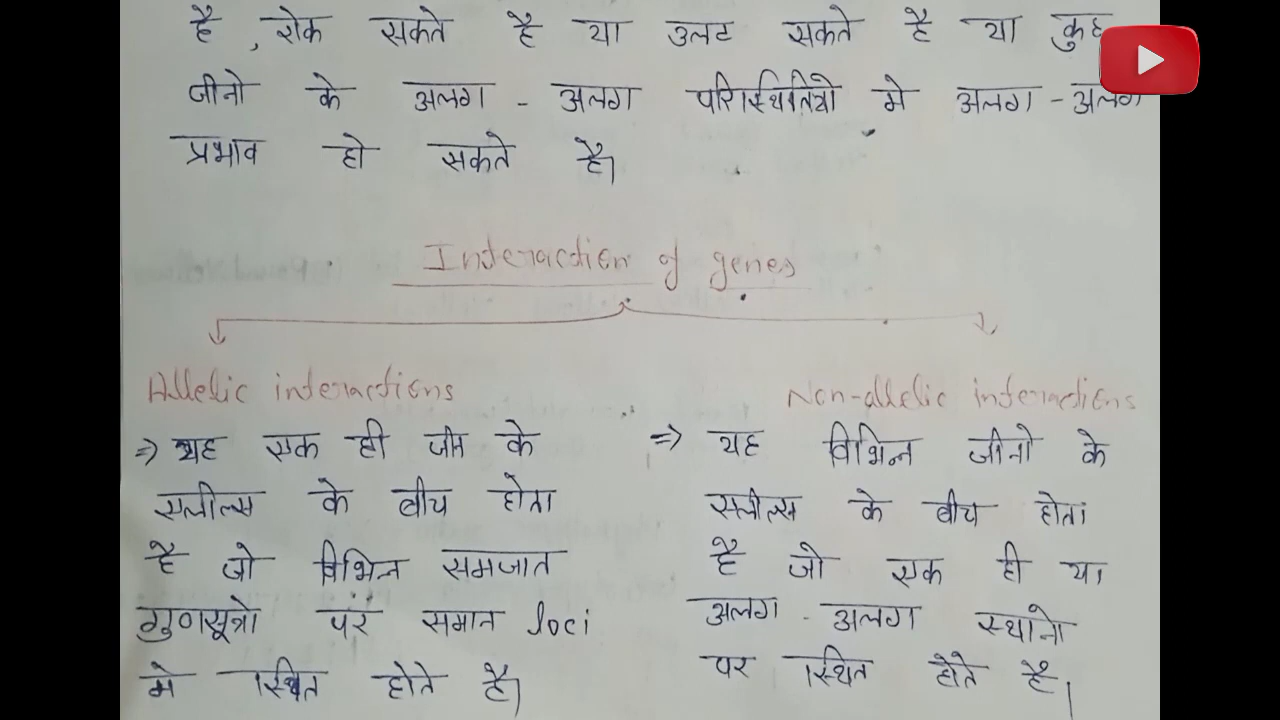 है , रोक सकते है या उलट सकते है या कुछ
जीनो के अलग - अलग परिस्थितियो मे अलग - अलग
प्रभाव हो सकते है।
Interaction of genes
Allelic interactions
⇒ यह एक ही जीन के
एलील्स के बीच होता
है जो विभिन्न समजात
गुणसूत्रो पर समान loci
मे स्थित होते है।
Non-allelic interactions
⇒ यह विभिन्न जीनो के
एलील्स के बीच होता
है जो एक ही या
अलग - अलग स्थानो
पर स्थित होते है।